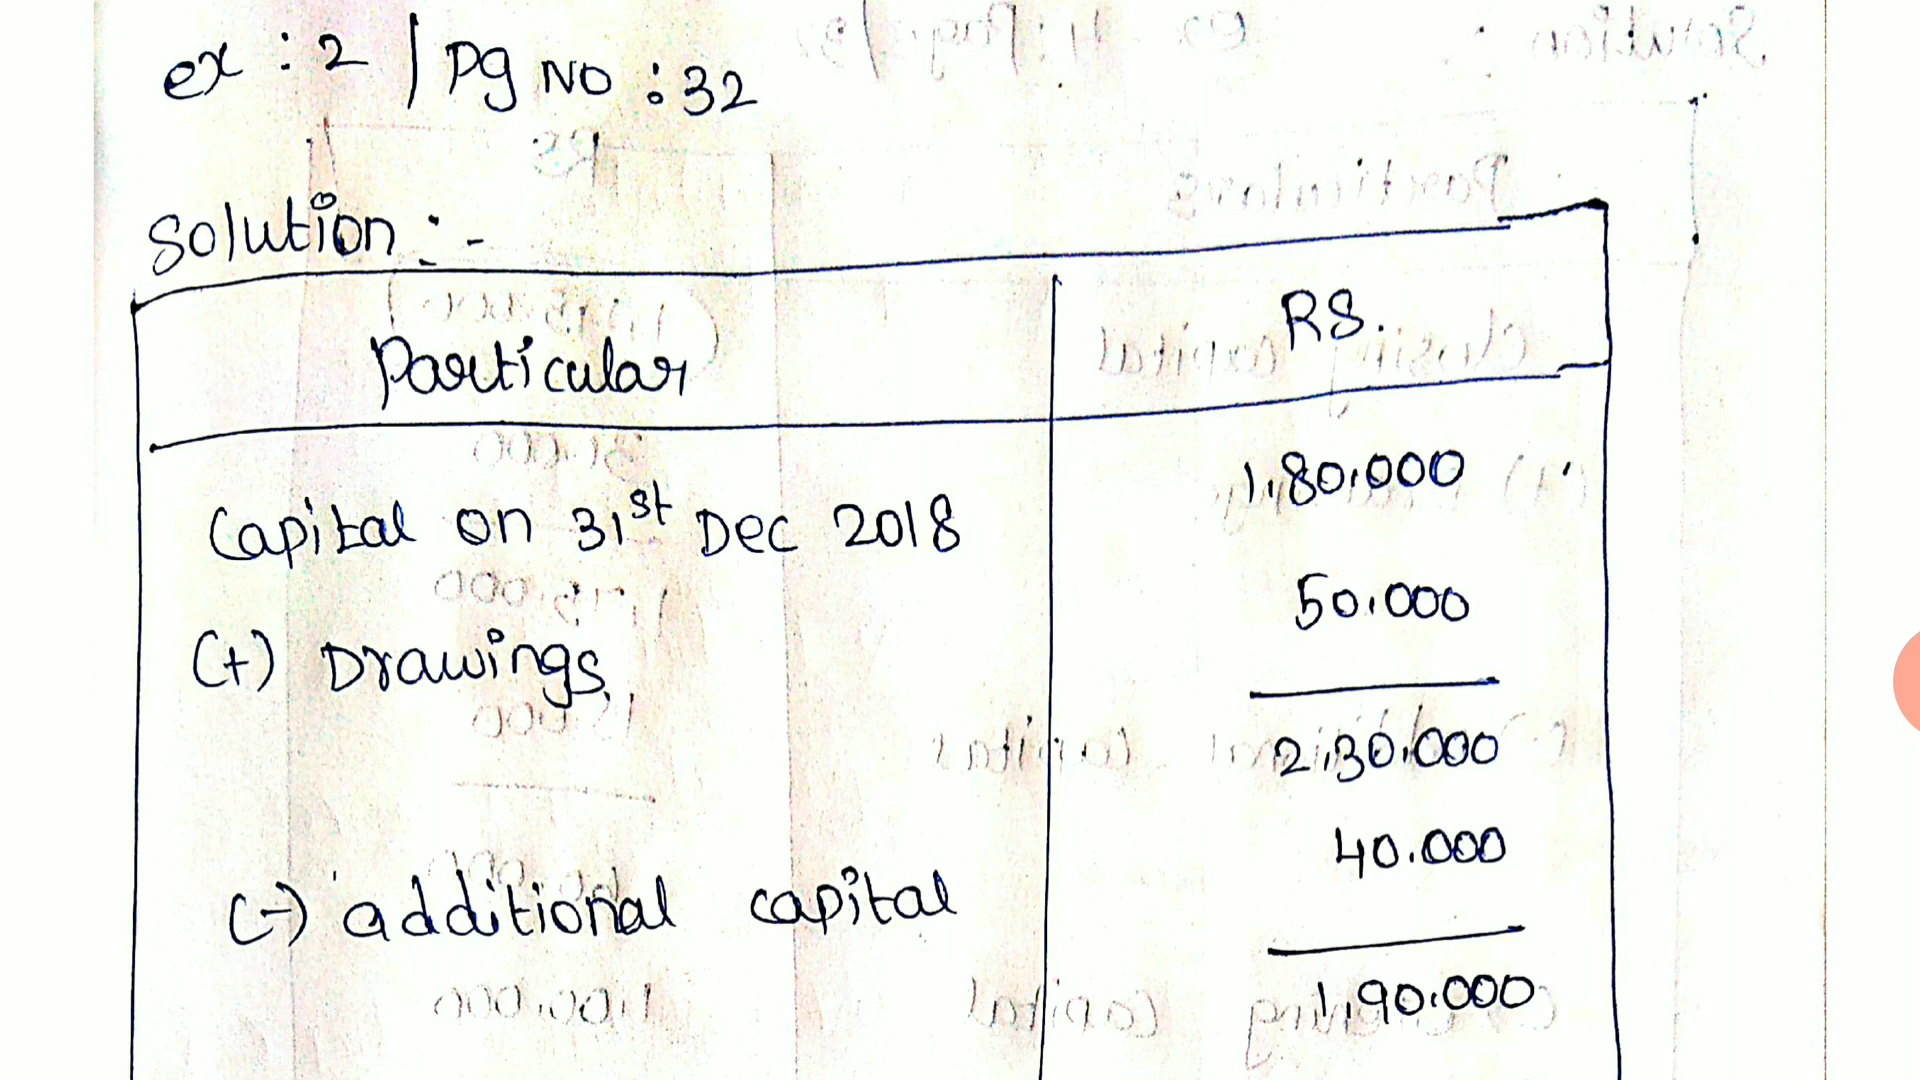 ex : 2 | Pg No : 32
Solution :-
Particular RS.
Capital on 31st Dec 2018 1,80,000
(+) Drawings 50,000
2,30,000
(-) additional capital 40,000
1,90,000